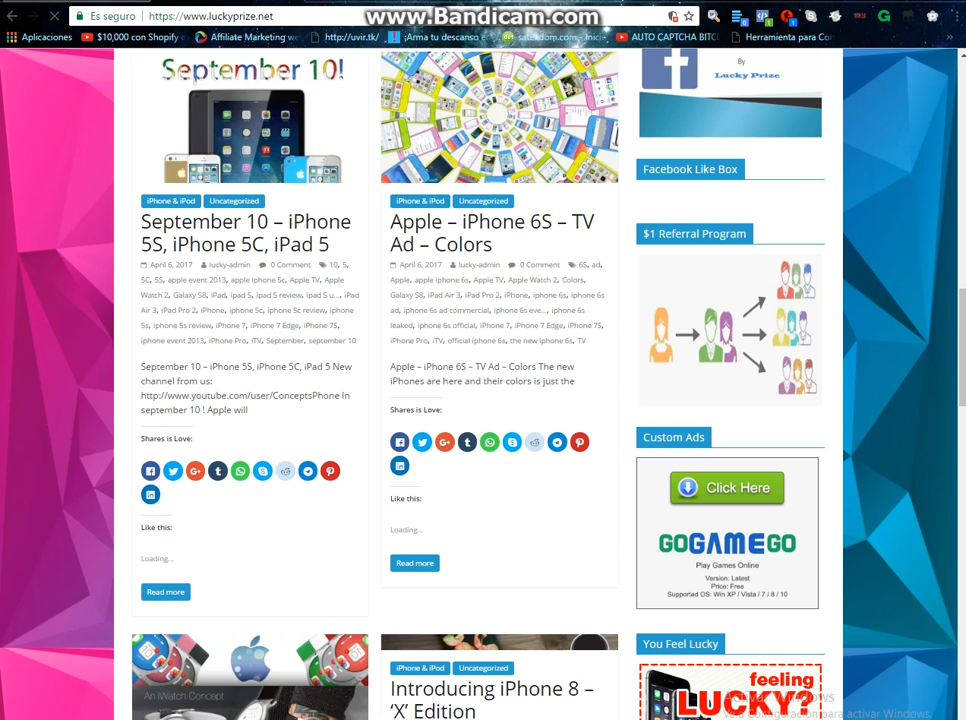 Es seguro
https://www.luckyprize.net
www.Bandicam.com
Aplicaciones
$10,000 con Shopify
Affiliate Marketing we
http://uvir.tk/
¡Arma tu descanso e
AUTO CAPTCHA BITCO
Herramienta para Co
September 10!
iPhone & iPod
Uncategorized
September 10 – iPhone
5S, iPhone 5C, iPad 5
April 6, 2017
lucky-admin
0 Comment
10, 5,
5C, 5S, apple event 2013, apple iphone 5c, Apple TV, Apple
Watch 2, Galaxy S8, iPad, ipad 5, ipad 5 review, ipad 5 u..., iPad
Air 3, iPad Pro 2, iPhone, iphone 5c, iphone 5c review, iphone
5s, iphone 5s review, iPhone 7, iPhone 7 Edge, iPhone 7S,
iphone event 2013, iPhone Pro, iTV, September, september 10
September 10 – iPhone 5S, iPhone 5C, iPad 5 New
channel from us:
http://www.youtube.com/user/ConceptsPhone In
september 10 ! Apple will
Shares is Love:
Like this:
Loading...
Read more
An iWatch Concept
iPhone & iPod
Uncategorized
Apple – iPhone 6S – TV
Ad – Colors
April 6, 2017
lucky-admin
0 Comment
6S, ad,
Apple, apple iphone 6s, Apple TV, Apple Watch 2, Colors,
Galaxy S8, iPad Air 3, iPad Pro 2, iPhone, iphone 6s, iphone 6s
ad, iphone 6s ad commercial, iphone 6s eve..., iphone 6s
leaked, iphone 6s official, iPhone 7, iPhone 7 Edge, iPhone 7S,
iPhone Pro, iTV, official iphone 6s, the new iphone 6s, TV
Apple – iPhone 6S – TV Ad – Colors The new
iPhones are here and their colors is just the
Shares is Love:
Like this:
Loading...
Read more
iPhone & iPod
Uncategorized
Introducing iPhone 8 –
‘X’ Edition
By
Lucky Prize
Facebook Like Box
$1 Referral Program
Custom Ads
Click Here
GOGAMEGO
Play Games Online
Version: Latest
Price: Free
Supported OS: Win XP / Vista / 7 / 8 / 10
You Feel Lucky
feeling
LUCKY?